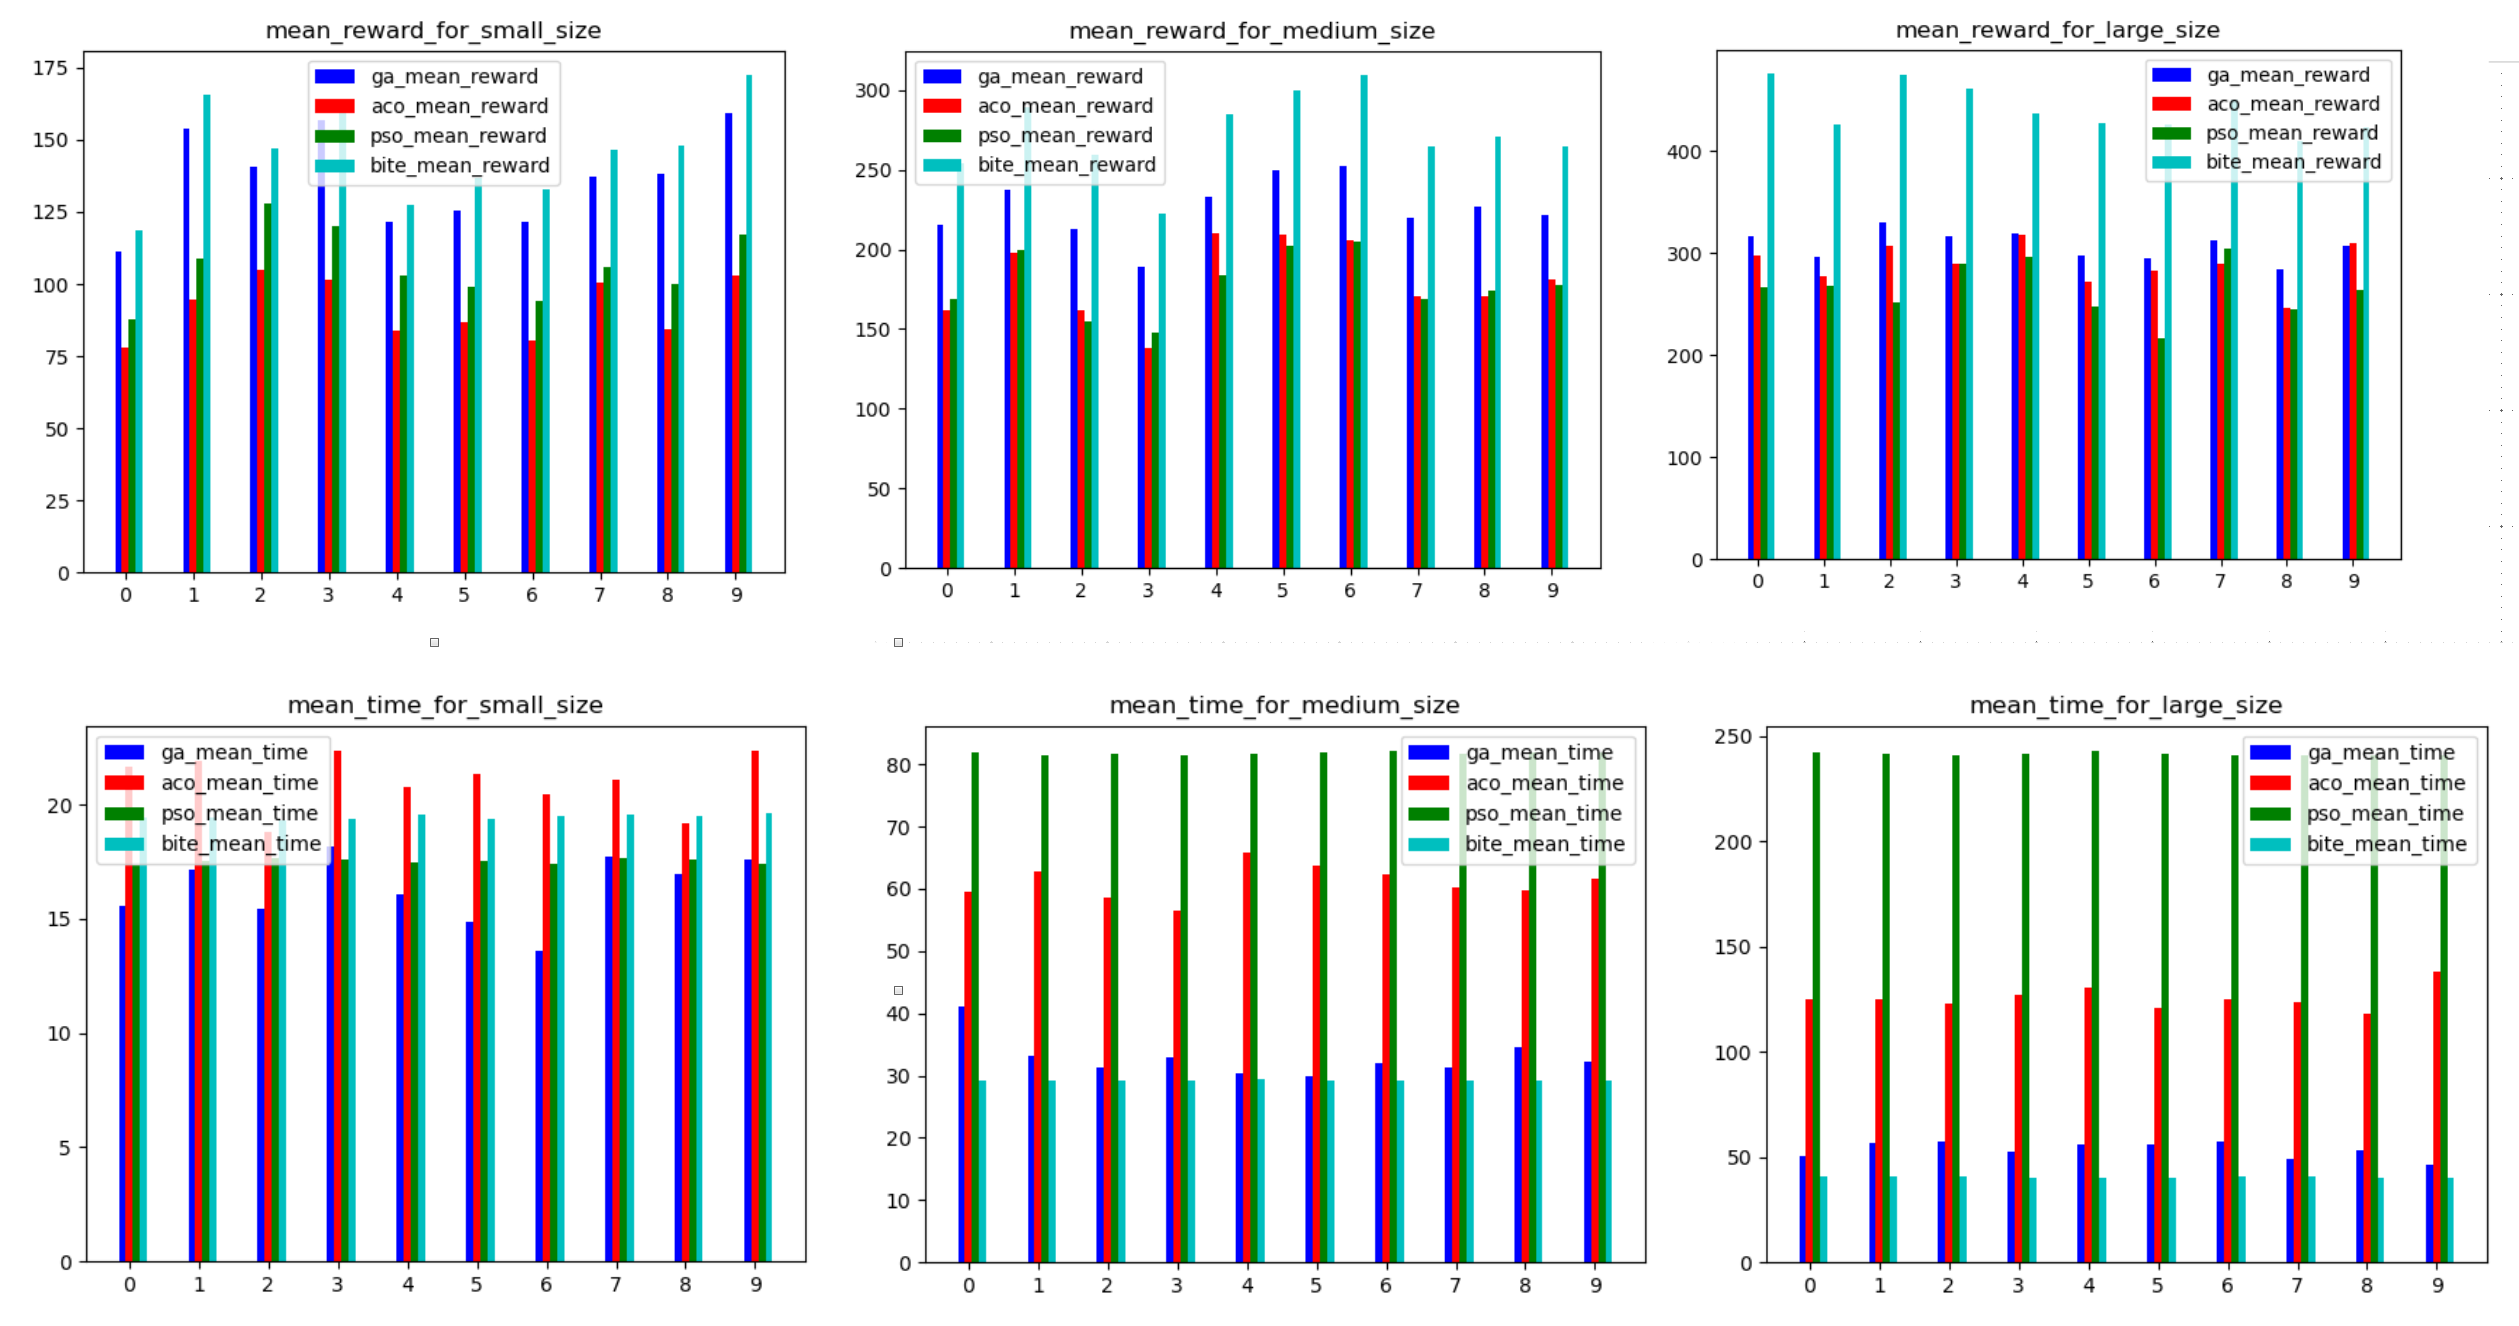 mean_reward_for_small_size
175
150
125
100
75
50
25
0
ga_mean_reward
aco_mean_reward
pso_mean_reward
bite_mean_reward
0 1 2 3 4 5 6 7 8 9
mean_reward_for_medium_size
300
250
200
150
100
50
0
ga_mean_reward
aco_mean_reward
pso_mean_reward
bite_mean_reward
0 1 2 3 4 5 6 7 8 9
mean_reward_for_large_size
400
300
200
100
0
ga_mean_reward
aco_mean_reward
pso_mean_reward
bite_mean_reward
0 1 2 3 4 5 6 7 8 9
mean_time_for_small_size
20
15
10
5
0
ga_mean_time
aco_mean_time
pso_mean_time
bite_mean_time
0 1 2 3 4 5 6 7 8 9
mean_time_for_medium_size
80
70
60
50
40
30
20
10
0
ga_mean_time
aco_mean_time
pso_mean_time
bite_mean_time
0 1 2 3 4 5 6 7 8 9
mean_time_for_large_size
250
200
150
100
50
0
ga_mean_time
aco_mean_time
pso_mean_time
bite_mean_time
0 1 2 3 4 5 6 7 8 9